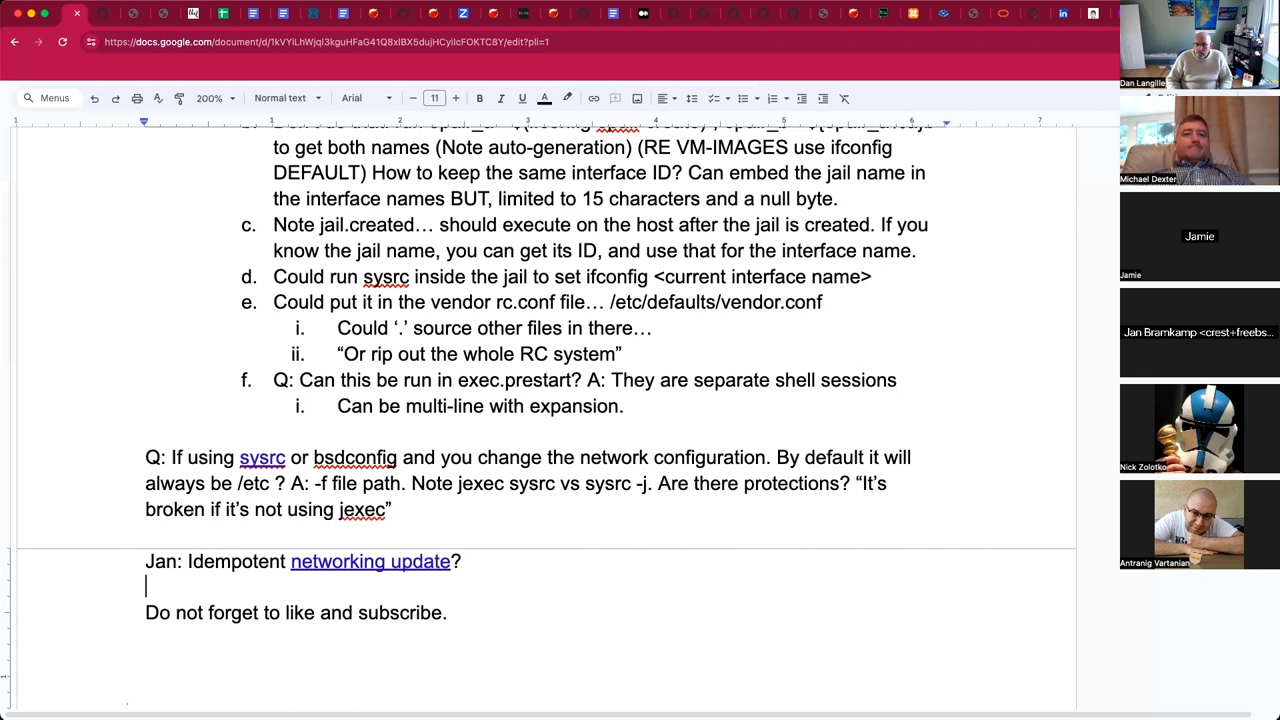 https://docs.google.com/document/d/1kVYiLhWjql3kguHFaG41Q8xlBX5dujHCyilcFOKTC8Y/edit?pli=1
Menus
200%
Normal text
Arial
11
1
1
2
3
4
5
6
7
to get both names (Note auto-generation) (RE VM-IMAGES use ifconfig
DEFAULT) How to keep the same interface ID? Can embed the jail name in
the interface names BUT, limited to 15 characters and a null byte.
c. Note jail.created… should execute on the host after the jail is created. If you
know the jail name, you can get its ID, and use that for the interface name.
d. Could run sysrc inside the jail to set ifconfig <current interface name>
e. Could put it in the vendor rc.conf file… /etc/defaults/vendor.conf
i. Could ‘.’ source other files in there…
ii. “Or rip out the whole RC system”
f. Q: Can this be run in exec.prestart? A: They are separate shell sessions
i. Can be multi-line with expansion.
Q: If using sysrc or bsdconfig and you change the network configuration. By default it will
always be /etc ? A: -f file path. Note jexec sysrc vs sysrc -j. Are there protections? “It’s
broken if it’s not using jexec”
Jan: Idempotent networking update?
Do not forget to like and subscribe.
Dan Langille
Michael Dexter
Jamie
Jamie
Jan Bramkamp <crest+freebs...
Nick Zolotko
Antranig Vartanian